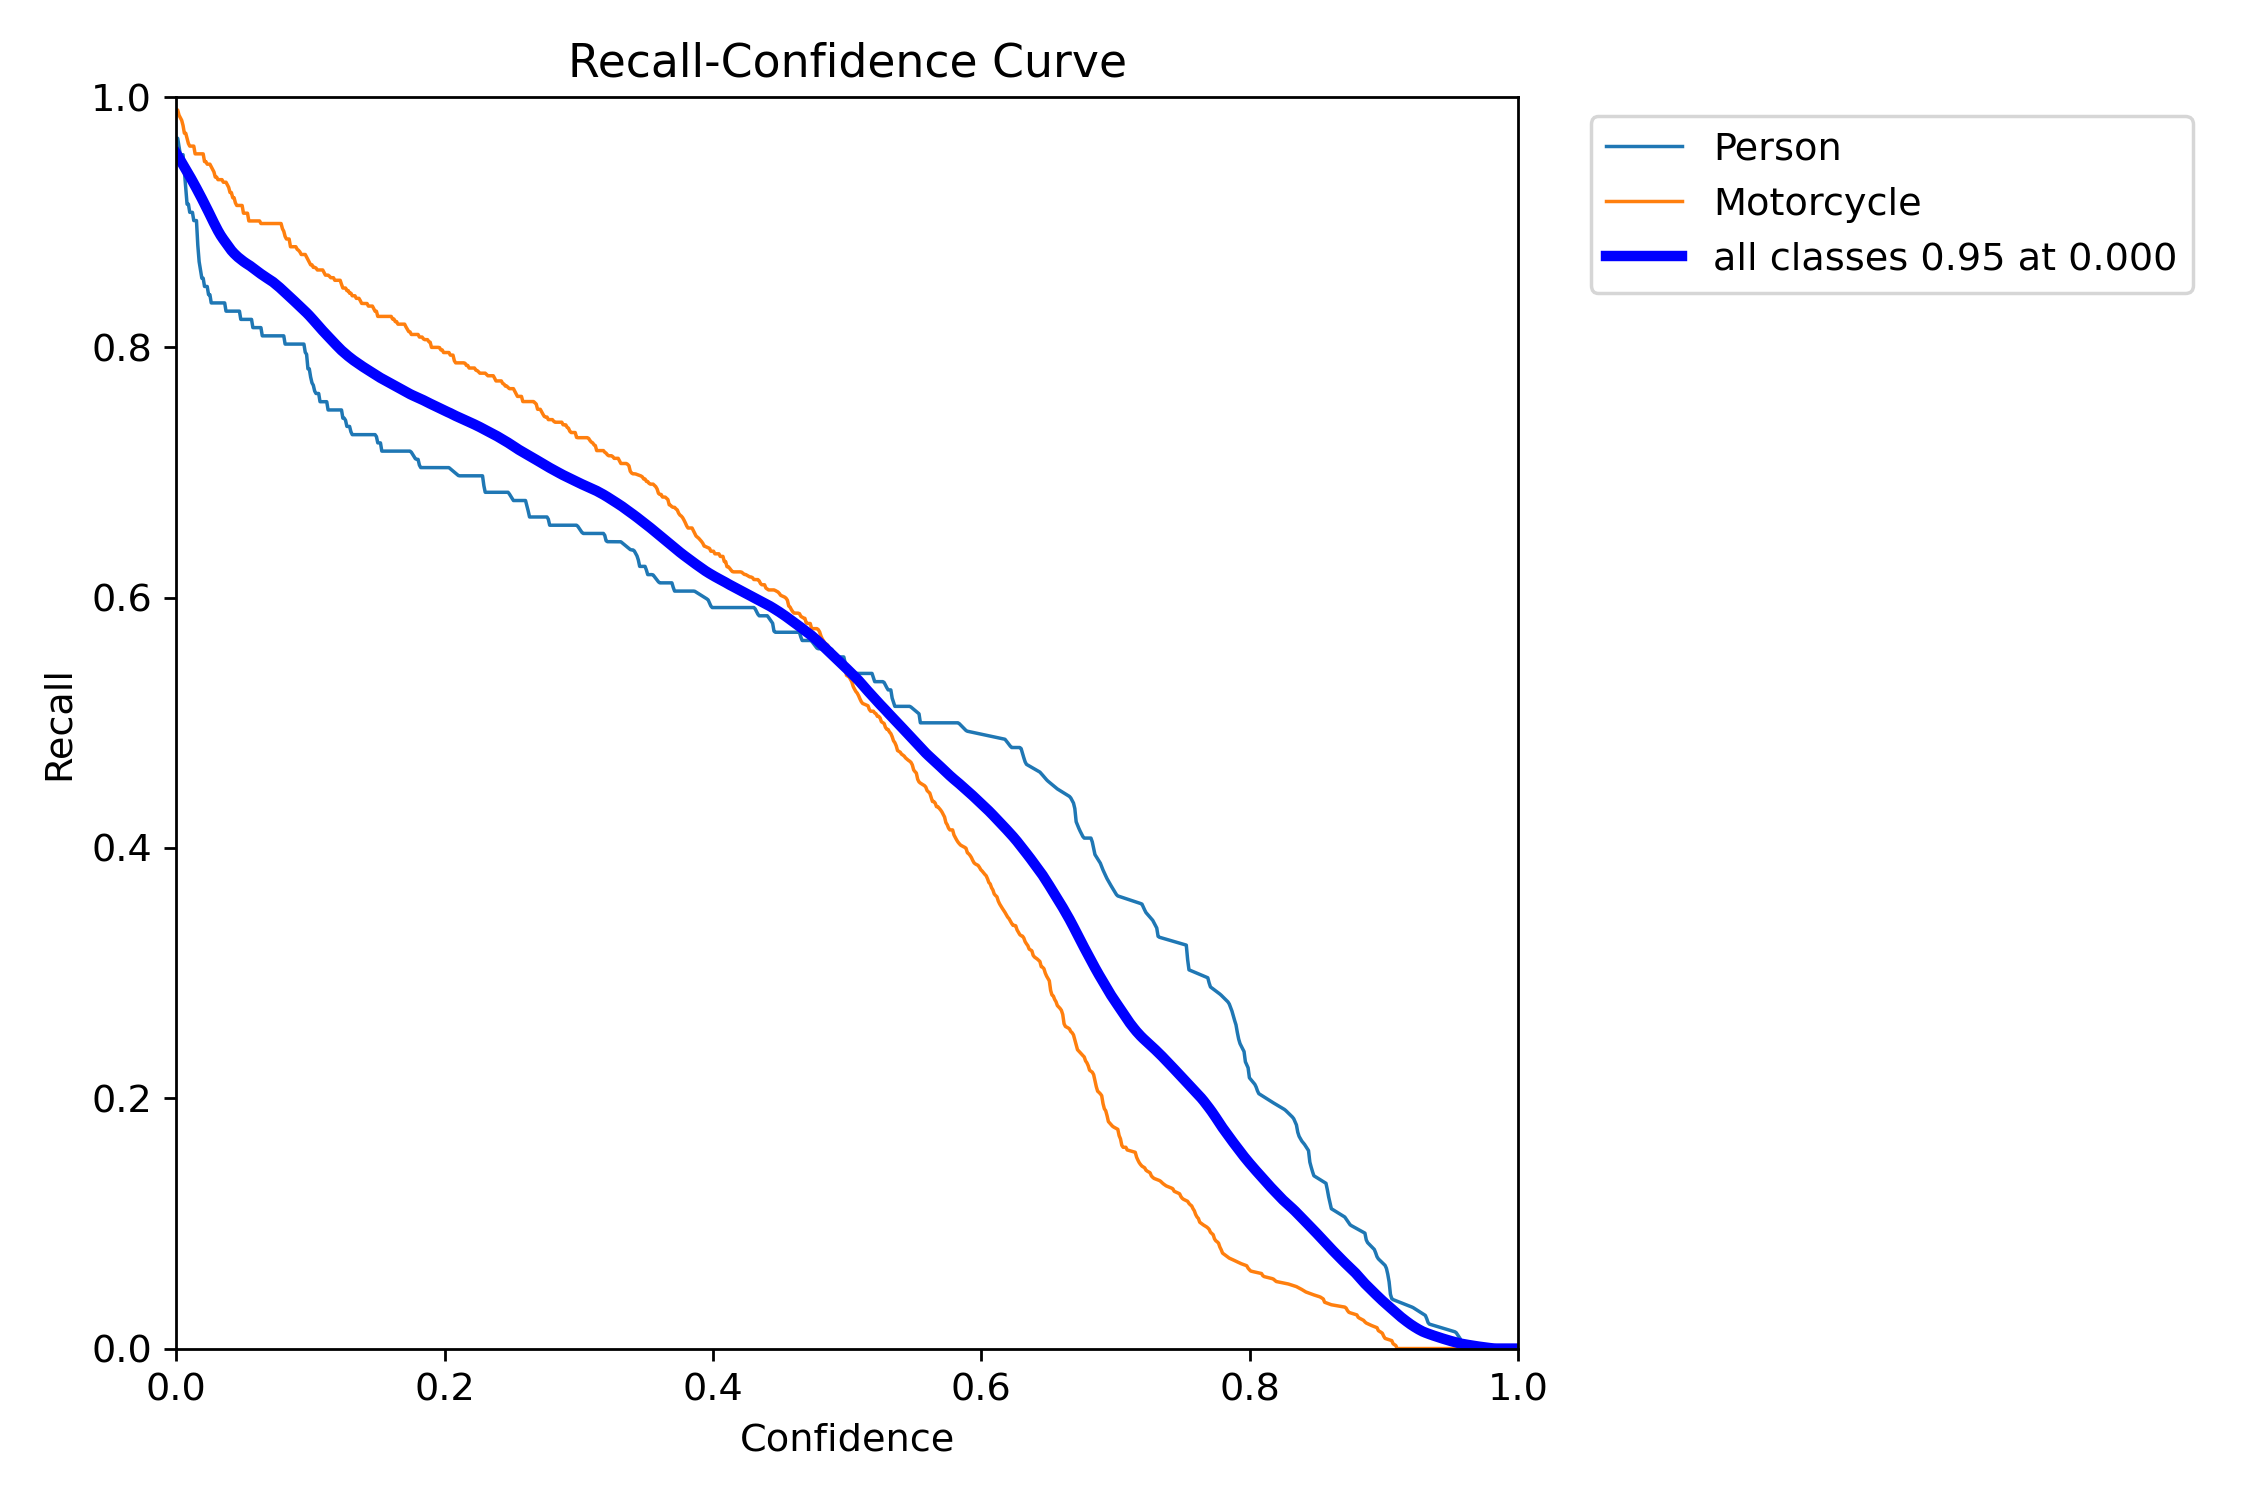 Recall-Confidence Curve
1.0
0.8
0.6
0.4
0.2
0.0
Recall
0.0 0.2 0.4 0.6 0.8 1.0
Confidence
Person
Motorcycle
all classes 0.95 at 0.000